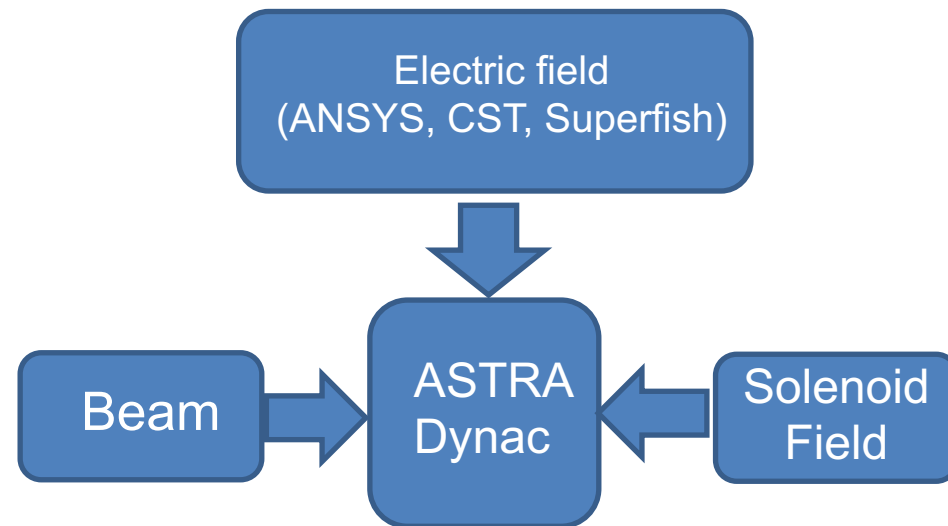 Electric field
(ANSYS, CST, Superfish)
Beam
ASTRA
Dynac
Solenoid
Field